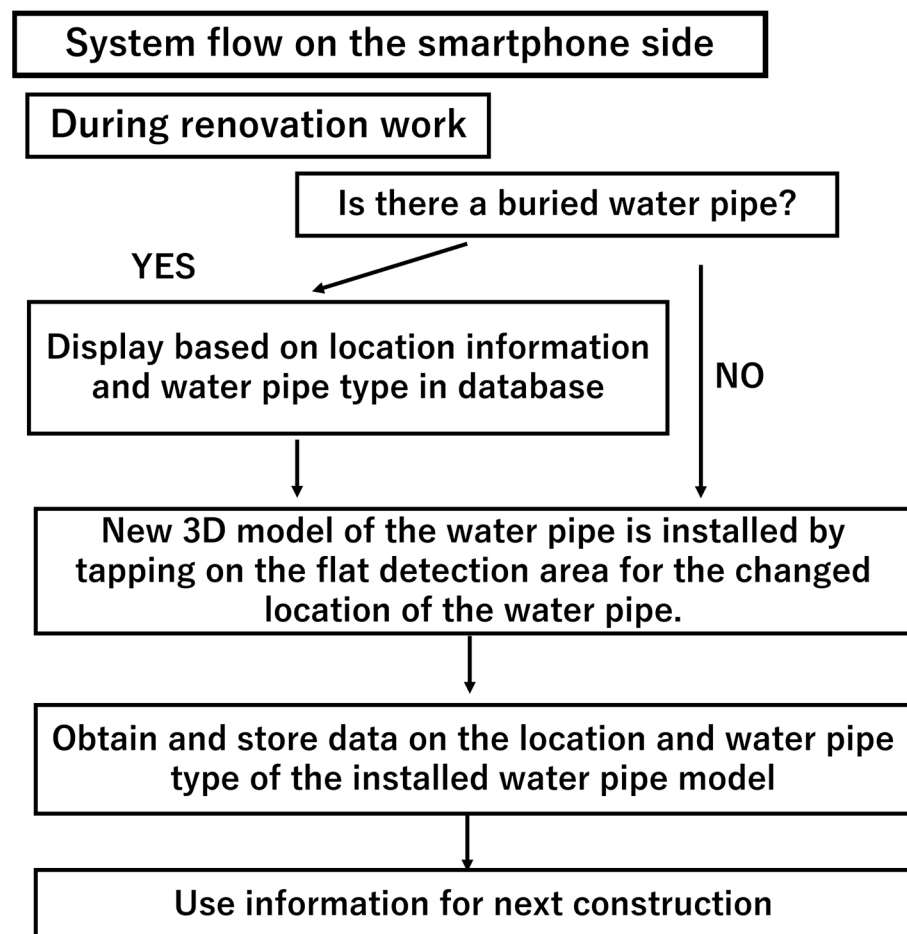 System flow on the smartphone side
During renovation work
Is there a buried water pipe?
YES
Display based on location information
and water pipe type in database
NO
New 3D model of the water pipe is installed by
tapping on the flat detection area for the changed
location of the water pipe.
Obtain and store data on the location and water pipe
type of the installed water pipe model
Use information for next construction